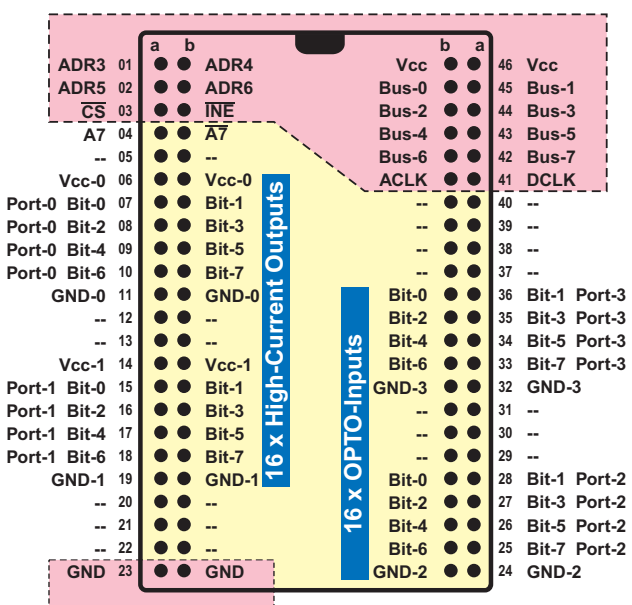 a b b a
ADR3 01 ADR4 Vcc 46 Vcc
ADR5 02 ADR6 Bus-0 45 Bus-1
CS 03 INE Bus-2 44 Bus-3
A7 04 A7 Bus-4 43 Bus-5
-- 05 -- Bus-6 42 Bus-7
Vcc-0 06 Vcc-0 ACLK 41 DCLK
Port-0 Bit-0 07 Bit-1 -- 40 --
Port-0 Bit-2 08 Bit-3 -- 39 --
Port-0 Bit-4 09 Bit-5 -- 38 --
Port-0 Bit-6 10 Bit-7 -- 37 --
GND-0 11 GND-0 Bit-0 36 Bit-1 Port-3
-- 12 -- Bit-2 35 Bit-3 Port-3
-- 13 -- Bit-4 34 Bit-5 Port-3
Vcc-1 14 Vcc-1 Bit-6 33 Bit-7 Port-3
Port-1 Bit-0 15 Bit-1 GND-3 32 GND-3
Port-1 Bit-2 16 Bit-3 -- 31 --
Port-1 Bit-4 17 Bit-5 -- 30 --
Port-1 Bit-6 18 Bit-7 -- 29 --
GND-1 19 GND-1 Bit-0 28 Bit-1 Port-2
-- 20 -- Bit-2 27 Bit-3 Port-2
-- 21 -- Bit-4 26 Bit-5 Port-2
-- 22 -- Bit-6 25 Bit-7 Port-2
GND 23 GND GND-2 24 GND-2
16 x High-Current Outputs
16 x OPTO-Inputs